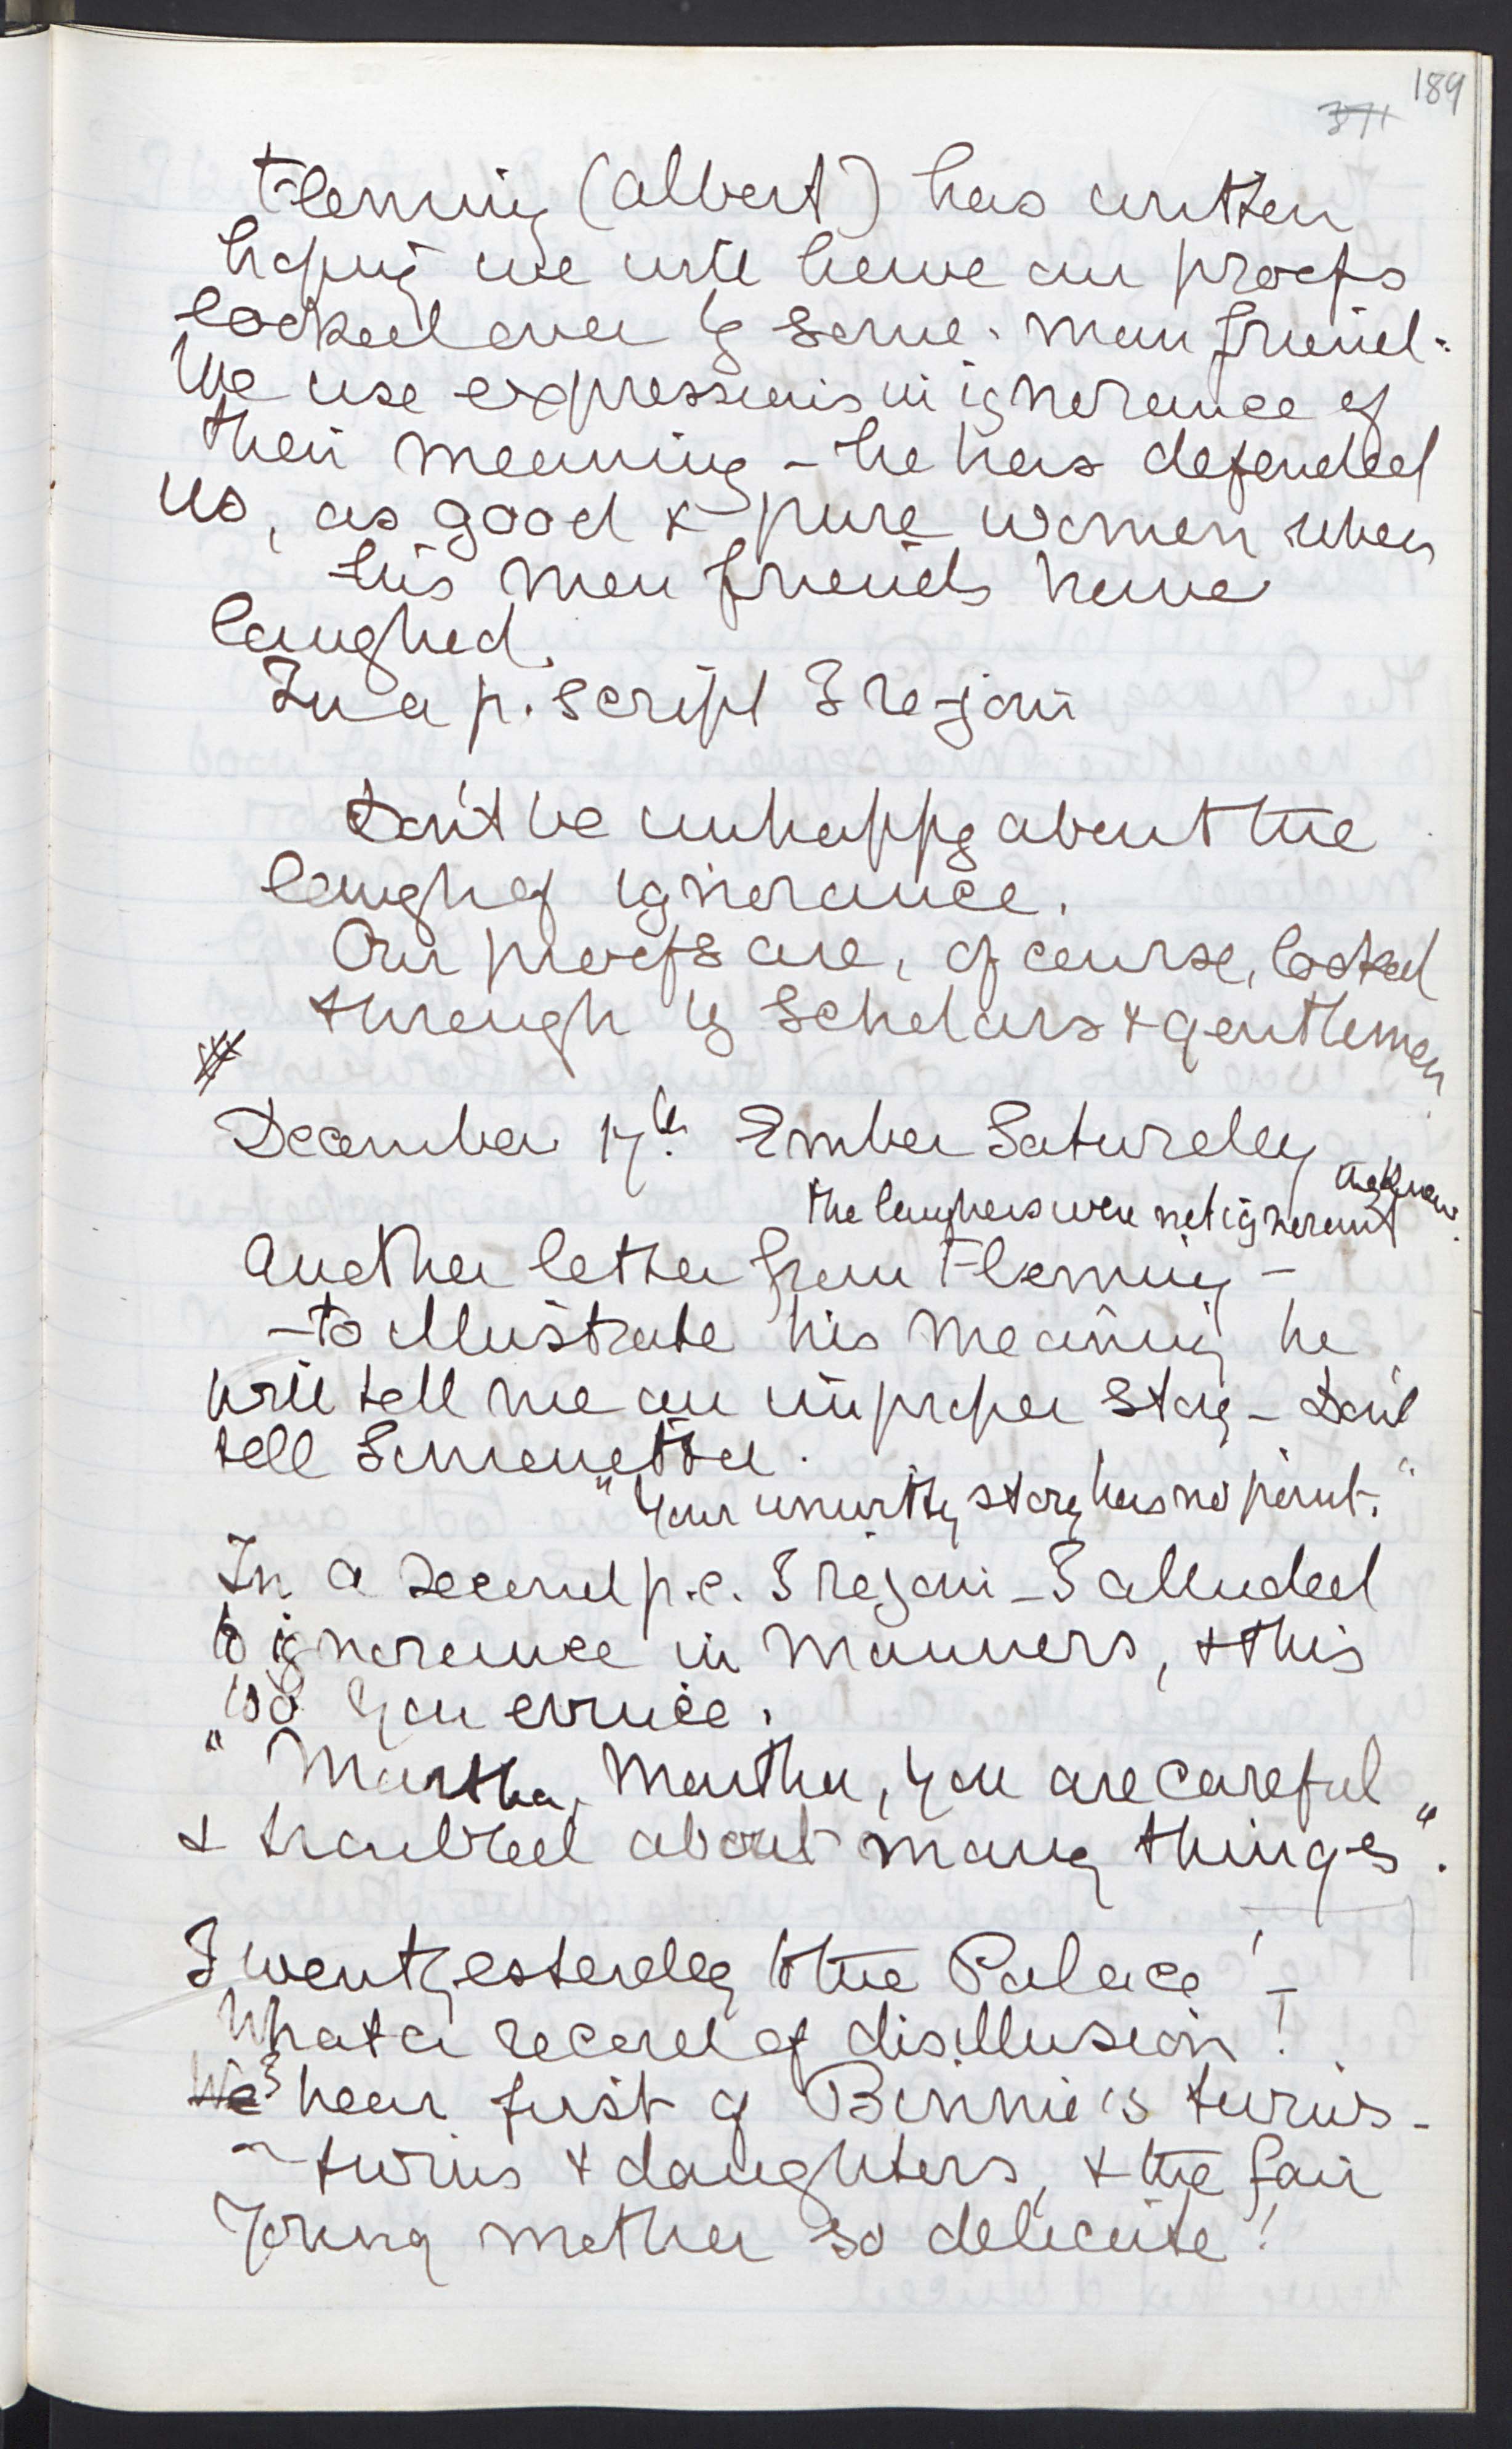 189
371
Fleming (Albert) has written
hoping we will have our proofs
looked over by some man friend.
We use expressions in ignorance of
their meaning – he has defended
us, as good & pure women when
his men friends have
laughed.
In a p. script I re-join
Don't be unhappy about the
laugh of ignorance.
Our proofs are, of course, looked
through by scholars & gentlemen
December 17th. Ember Saturday
the laughers were not ignorant they knew.
Another letter from Fleming –
– to illustrate his meaning he
will tell me an improper story – don't
tell Simonetta.
"Your unworthy story has no point."
In a second p.c. I rejoin – I alluded
to ignorance in manners, & this
you evince.
"Martha, Martha, you are careful
& troubled about many things".
I went yesterday to the Palace! –
What a record of disillusion!
We I hear first of Binnie's twins –
– twins & daughters, & the fair
young mother so delicate!